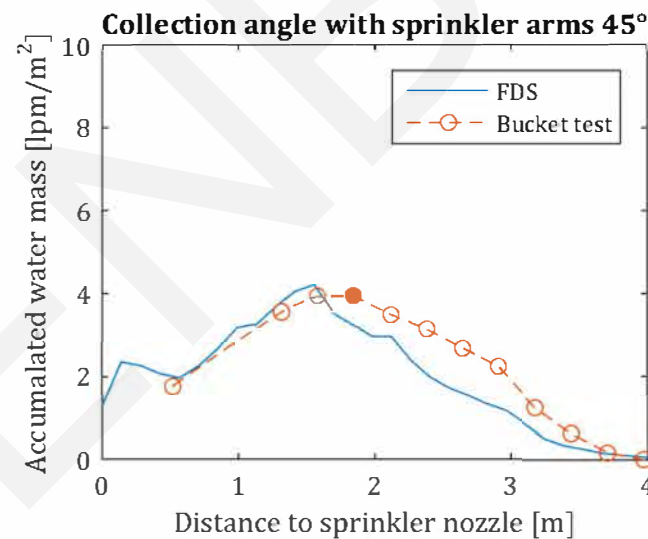 Collection angle with sprinkler arms 45°
Accumalated water mass [lpm/m²]
10
8
6
4
2
0
FDS
Bucket test
0 1 2 3 4
Distance to sprinkler nozzle [m]